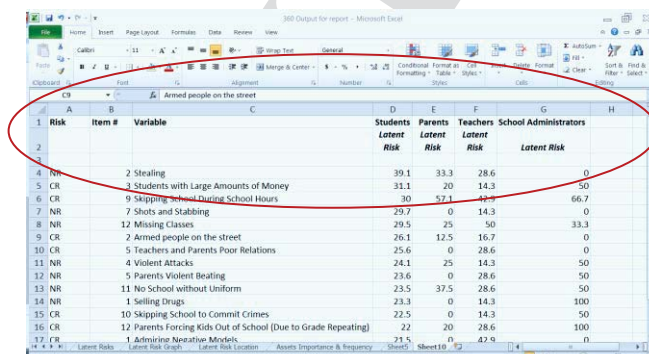 360 Output for report - Microsoft Excel
File Home Insert Page Layout Formulas Data Review View
Calibri 11 Wrap Text General AutoSum
Paste Merge & Center Conditional Format as Cell Insert Delete Format Fill Sort & Find &
Formatting Table Styles Clear Filter Select
Clipboard Font Alignment Number Styles Cells Editing
C9 fx Armed people on the street
A B C D E F G H
1 Risk Item # Variable Students Parents Teachers School Administrators
Latent Latent Latent
2 Risk Risk Risk Latent Risk
3
4 NR 2 Stealing 39.1 33.3 28.6 0
5 CR 3 Students with Large Amounts of Money 31.1 20 14.3 50
6 CR 9 Skipping School During School Hours 30 57.1 42.9 66.7
7 NR 7 Shots and Stabbing 29.7 0 14.3 0
8 NR 12 Missing Classes 29.5 25 50 33.3
9 CR 2 Armed people on the street 26.1 12.5 16.7 0
10 CR 5 Teachers and Parents Poor Relations 25.6 0 28.6 0
11 NR 4 Violent Attacks 24.1 25 14.3 50
12 NR 5 Parents Violent Beating 23.6 0 28.6 50
13 NR 11 No School without Uniform 23.5 37.5 28.6 50
14 NR 1 Selling Drugs 23.3 0 14.3 100
15 CR 10 Skipping School to Commit Crimes 22.5 0 14.3 50
16 CR 12 Parents Forcing Kids Out of School (Due to Grade Repeating) 22 20 28.6 100
17 CR 1 Admiring Negative Models 21.5 0 42.9 0
Latent Risks Latent Risk Graph Latent Risk Location Assets Importance & frequency Sheet5 Sheet10